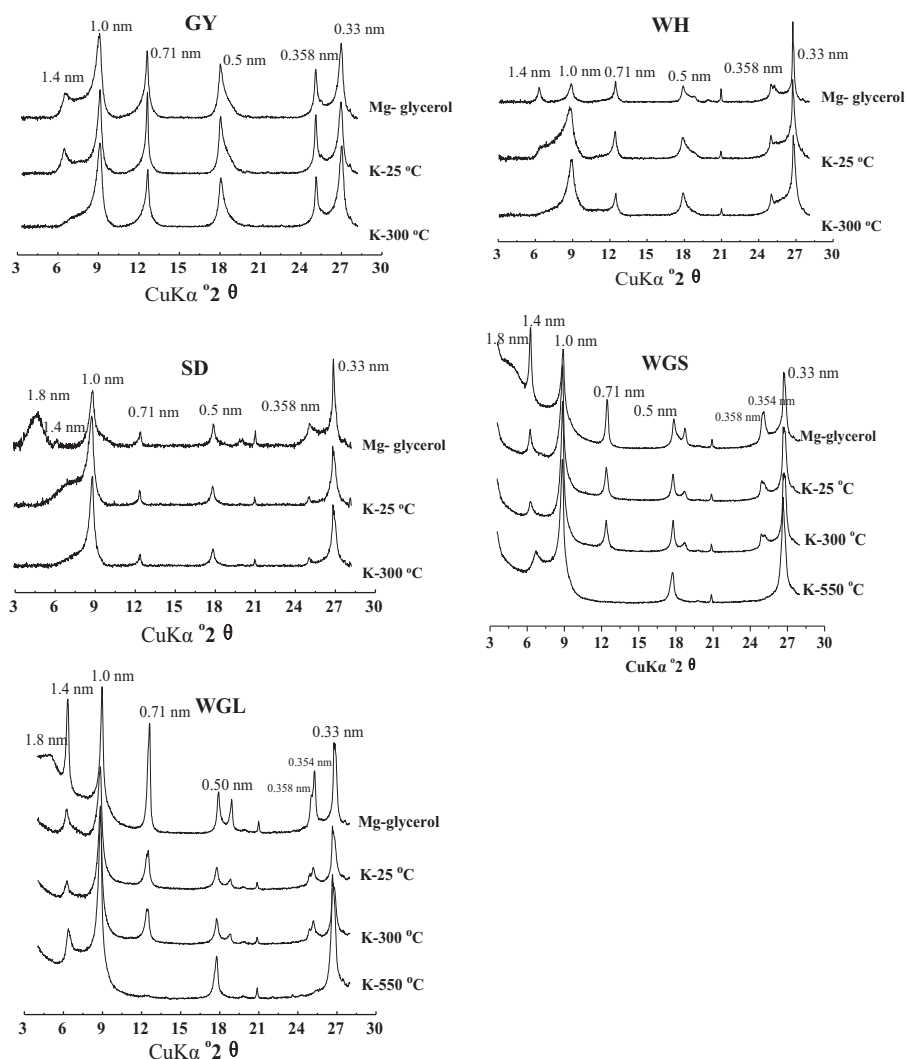 GY
1.0 nm
0.33 nm
0.71 nm
0.5 nm
0.358 nm
1.4 nm
Mg- glycerol
K-25 °C
K-300 °C
3 6 9 12 15 18 21 24 27 30
CuKα °2 θ
WH
0.33 nm
1.4 nm
1.0 nm
0.71 nm
0.5 nm
0.358 nm
Mg- glycerol
K-25 °C
K-300 °C
3 6 9 12 15 18 21 24 27 30
CuKα °2 θ
SD
1.0 nm
0.33 nm
1.8 nm
1.4 nm
0.71 nm
0.5 nm
0.358 nm
Mg- glycerol
K-25 °C
K-300 °C
3 6 9 12 15 18 21 24 27 30
CuKα °2 θ
WGS
1.4 nm
1.8 nm
1.0 nm
0.33 nm
0.71 nm
0.5 nm
0.354 nm
0.358 nm
Mg-glycerol
K-25 °C
K-300 °C
K-550 °C
3 6 9 12 15 18 21 24 27 30
CuKα °2 θ
WGL
1.0 nm
1.4 nm
0.71 nm
0.33 nm
1.8 nm
0.354 nm
0.50 nm
0.358 nm
Mg-glycerol
K-25 °C
K-300 °C
K-550 °C
3 6 9 12 15 18 21 24 27 30
CuKα °2 θ